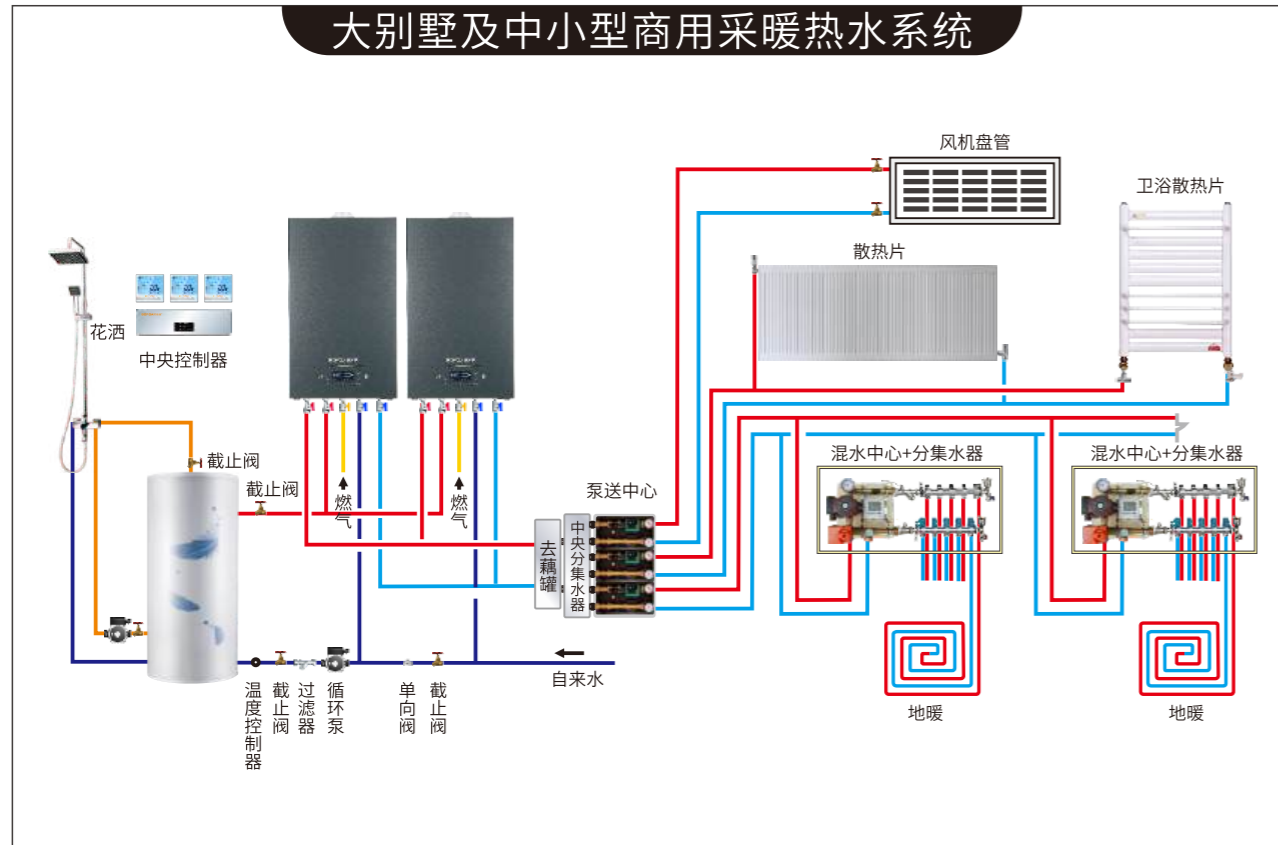 大别墅及中小型商用采暖热水系统
风机盘管
卫浴散热片
散热片
花洒
中央控制器
截止阀
截止阀
燃气
燃气
泵送中心
混水中心+分集水器
混水中心+分集水器
去藕罐
中央分集水器
自来水
温度控制器
截止阀
过滤器
循环泵
单向阀
截止阀
地暖
地暖